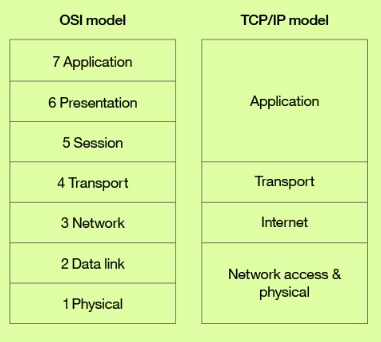 OSI model
7 Application
6 Presentation
5 Session
4 Transport
3 Network
2 Data link
1 Physical
TCP/IP model
Application
Transport
Internet
Network access &
physical